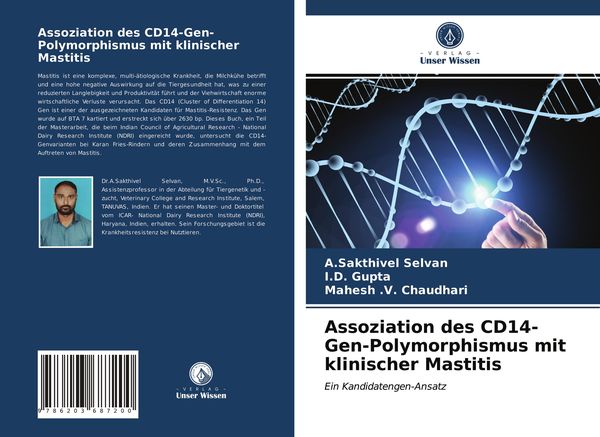 Assoziation des CD14-Gen-
Polymorphismus mit klinischer
Mastitis
Mastitis ist eine komplexe, multi-ätiologische Krankheit, die Milchkühe betrifft
und eine hohe negative Auswirkung auf die Tiergesundheit hat, was zu einer
reduzierten Langlebigkeit und Produktivität führt und der Viehwirtschaft enorme
wirtschaftliche Verluste verursacht. Das CD14 (Cluster of Differentiation 14)
Gen ist einer der ausgezeichneten Kandidaten für Mastitis-Resistenz. Das Gen
wurde auf BTA 7 kartiert und erstreckt sich über 2630 bp. Dieses Buch, ein Teil
der Masterarbeit, die beim Indian Council of Agricultural Research - National
Dairy Research Institute (NDRI) eingereicht wurde, untersucht die CD14-
Genvarianten bei Karan Fries-Rindern und deren Zusammenhang mit dem
Auftreten von Mastitis.
Dr.A.Sakthivel Selvan, M.V.Sc., Ph.D.,
Assistenzprofessor in der Abteilung für Tiergenetik und -
zucht, Veterinary College and Research Institute, Salem,
TANUVAS, Indien. Er hat seinen Master- und Doktortitel
vom ICAR- National Dairy Research Institute (NDRI),
Haryana, Indien, erhalten. Sein Forschungsgebiet ist die
Krankheitsresistenz bei Nutztieren.
9 786203 687200
– VERLAG –
Unser Wissen
– VERLAG –
Unser Wissen
A.Sakthivel Selvan
I.D. Gupta
Mahesh .V. Chaudhari
Assoziation des CD14-
Gen-Polymorphismus mit
klinischer Mastitis
Ein Kandidatengen-Ansatz